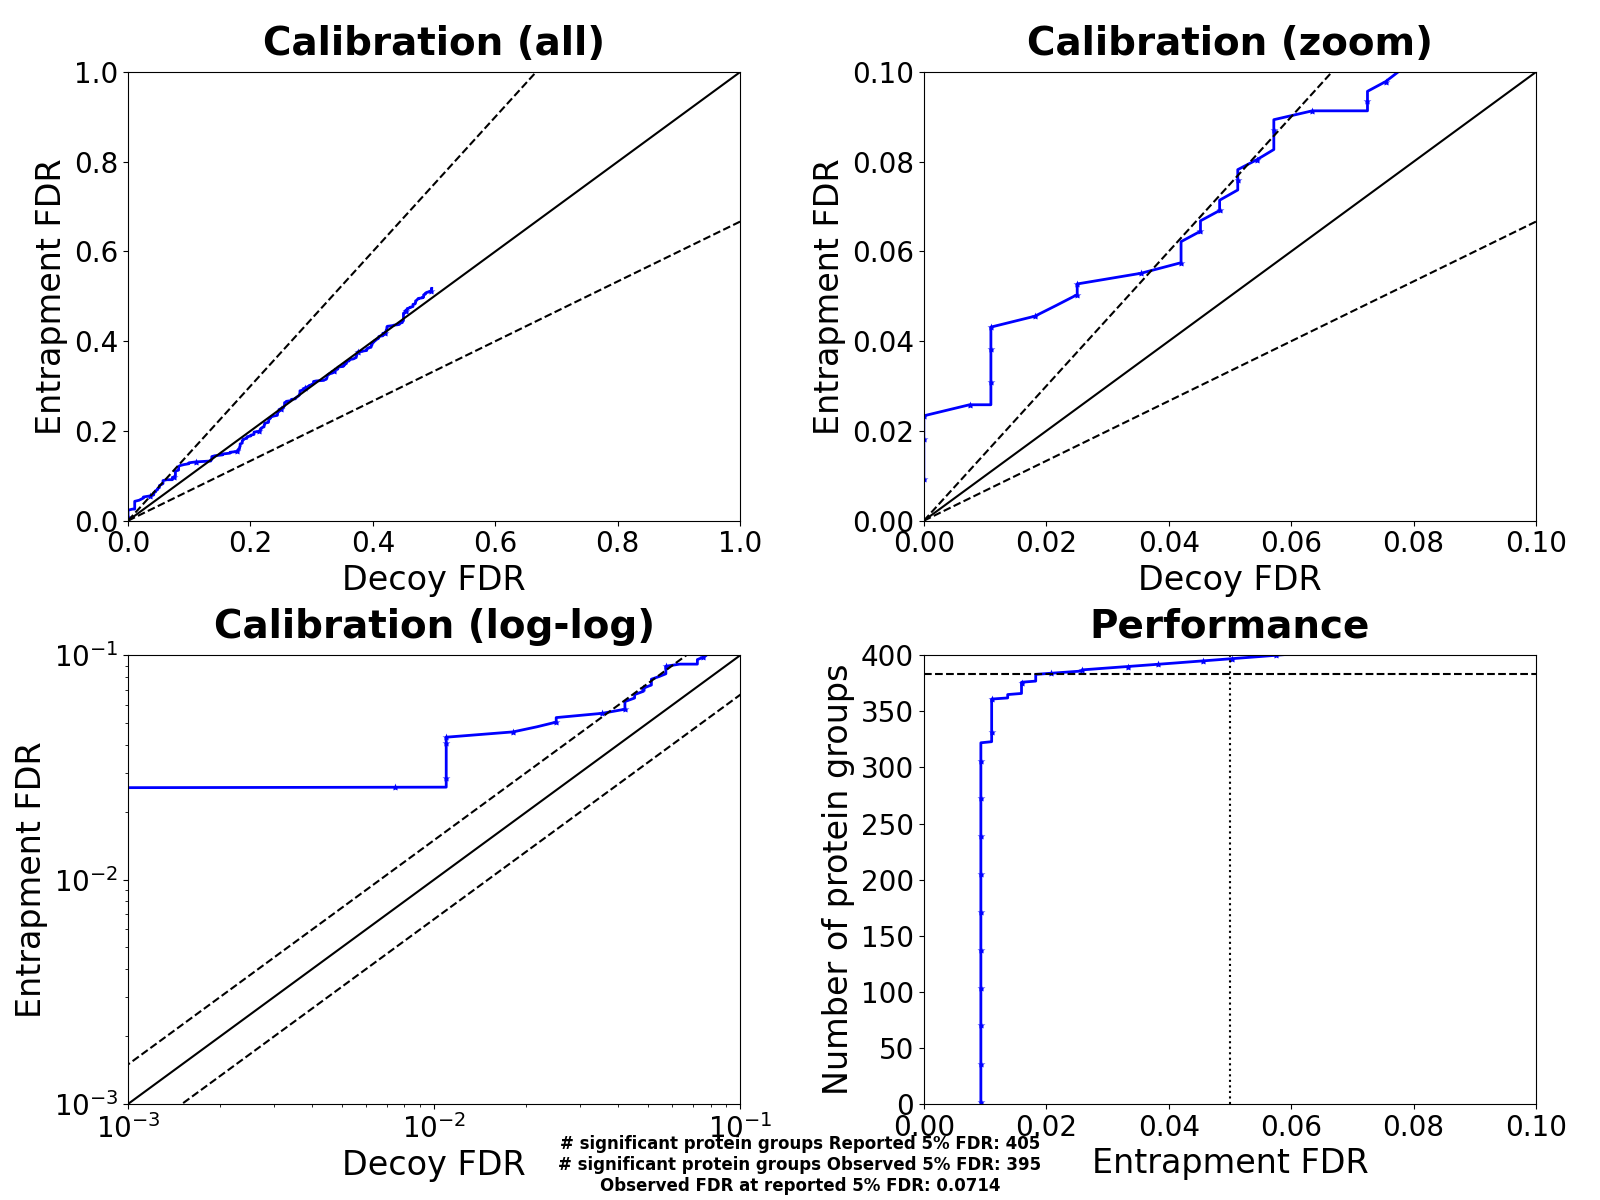 Calibration (all)
1.0
0.8
0.6
0.4
0.2
0.0
Entrapment FDR
0.0 0.2 0.4 0.6 0.8 1.0
Decoy FDR
Calibration (zoom)
0.10
0.08
0.06
0.04
0.02
0.00
Entrapment FDR
0.00 0.02 0.04 0.06 0.08 0.10
Decoy FDR
Calibration (log-log)
10⁻¹
10⁻²
10⁻³
Entrapment FDR
10⁻³ 10⁻² 10⁻¹
Decoy FDR
Performance
400
350
300
250
200
150
100
50
0
Number of protein groups
0.00 0.02 0.04 0.06 0.08 0.10
Entrapment FDR
# significant protein groups Reported 5% FDR: 405
# significant protein groups Observed 5% FDR: 395
Observed FDR at reported 5% FDR: 0.0714